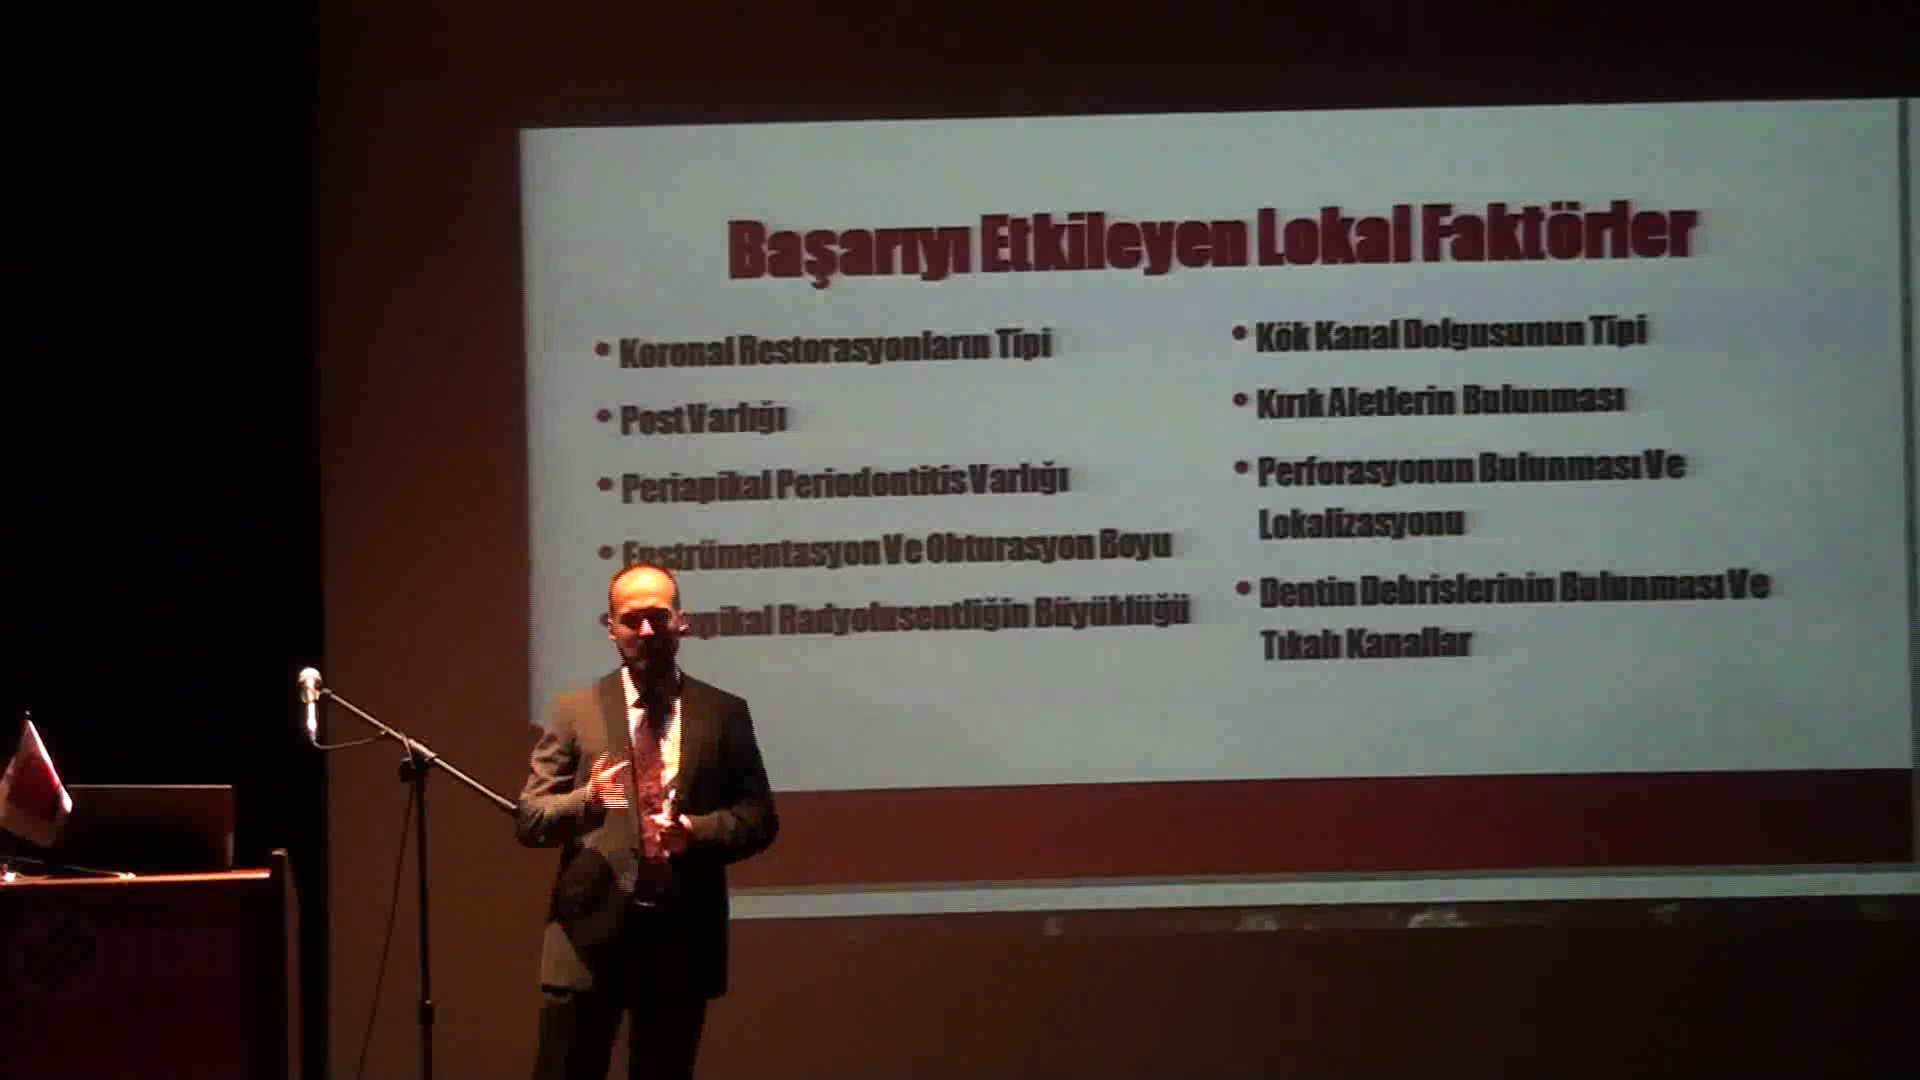 Başarıyı Etkileyen Lokal Faktörler
• Koronal Restorasyonların Tipi
• Post Varlığı
• Periapikal Periodontitis Varlığı
• Enstrümentasyon Ve Obturasyon Boyu
• Radyolusentliğin Büyüklüğü
• Kök Kanal Dolgusunun Tipi
• Kırık Aletlerin Bulunması
• Perforasyonun Bulunması Ve
Lokalizasyonu
• Dentin Debrislerinin Bulunması Ve
Tıkalı Kanallar